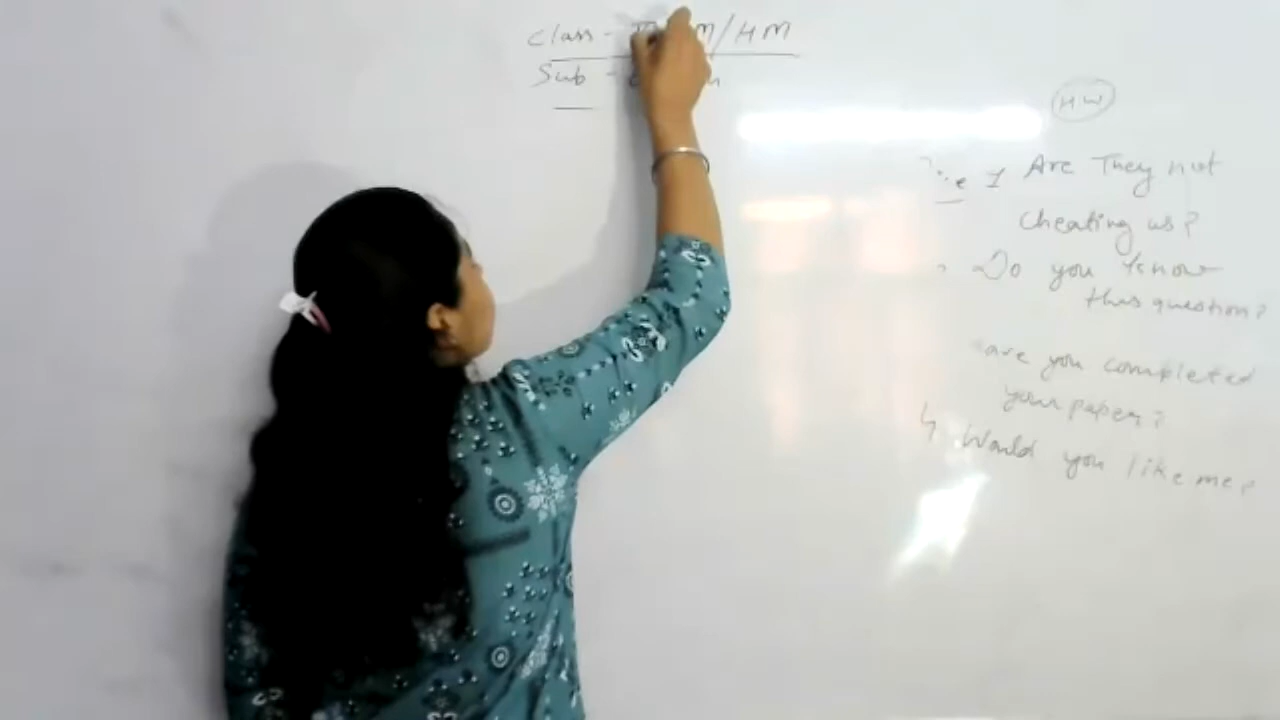 Class - M/HM
Sub -
HW
1 Are They not
cheating us?
Do you know
this question?
are you completed
your paper?
4 Would you like me?